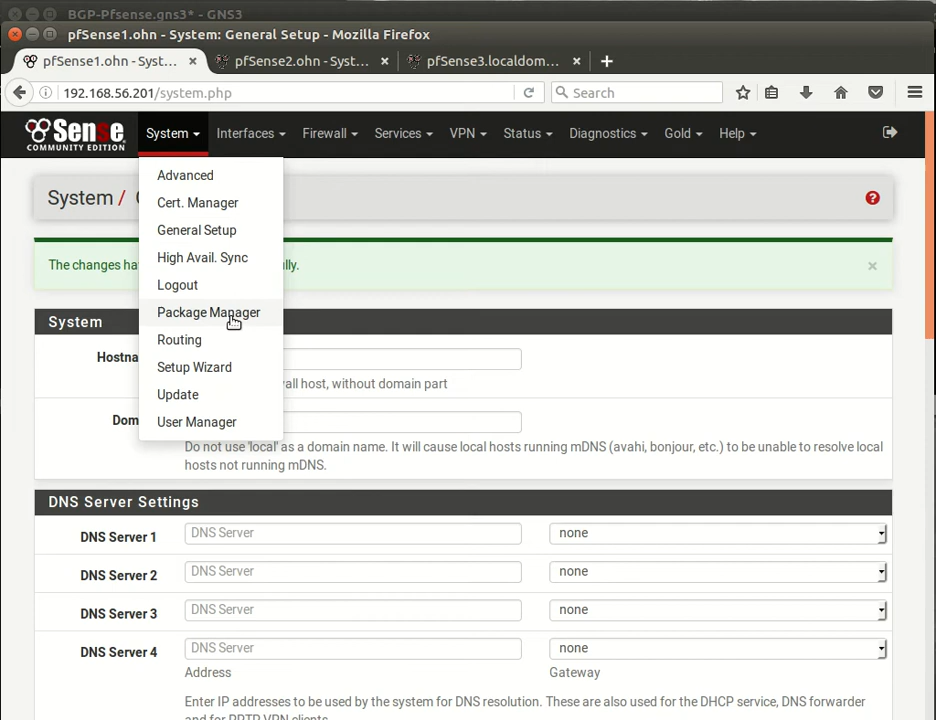 BGP-Pfsense.gns3* - GNS3
pfSense1.ohn - System: General Setup - Mozilla Firefox
pfSense1.ohn - Syst... × pfSense2.ohn - Syst... × pfSense3.localdom... × +
192.168.56.201/system.php Search
Sense
COMMUNITY EDITION
System Interfaces Firewall Services VPN Status Diagnostics Gold Help
Advanced
Cert. Manager
General Setup
High Avail. Sync
Logout
Package Manager
Routing
Setup Wizard
Update
User Manager
System /
The changes ha lly. ×
System
Hostna
all host, without domain part
Dom
Do not use 'local' as a domain name. It will cause local hosts running mDNS (avahi, bonjour, etc.) to be unable to resolve local
hosts not running mDNS.
DNS Server Settings
DNS Server 1 DNS Server none
DNS Server 2 DNS Server none
DNS Server 3 DNS Server none
DNS Server 4 DNS Server none
Address Gateway
Enter IP addresses to be used by the system for DNS resolution. These are also used for the DHCP service, DNS forwarder
and for PPTP VPN clients.